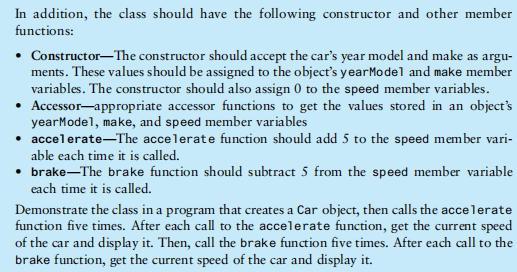 In addition, the class should have the following constructor and other member
functions:
• Constructor—The constructor should accept the car's year model and make as argu-
ments. These values should be assigned to the object's yearModel and make member
variables. The constructor should also assign 0 to the speed member variables.
• Accessor—appropriate accessor functions to get the values stored in an object's
yearModel, make, and speed member variables
• accelerate—The accelerate function should add 5 to the speed member vari-
able each time it is called.
• brake—The brake function should subtract 5 from the speed member variable
each time it is called.
Demonstrate the class in a program that creates a Car object, then calls the accelerate
function five times. After each call to the accelerate function, get the current speed
of the car and display it. Then, call the brake function five times. After each call to the
brake function, get the current speed of the car and display it.